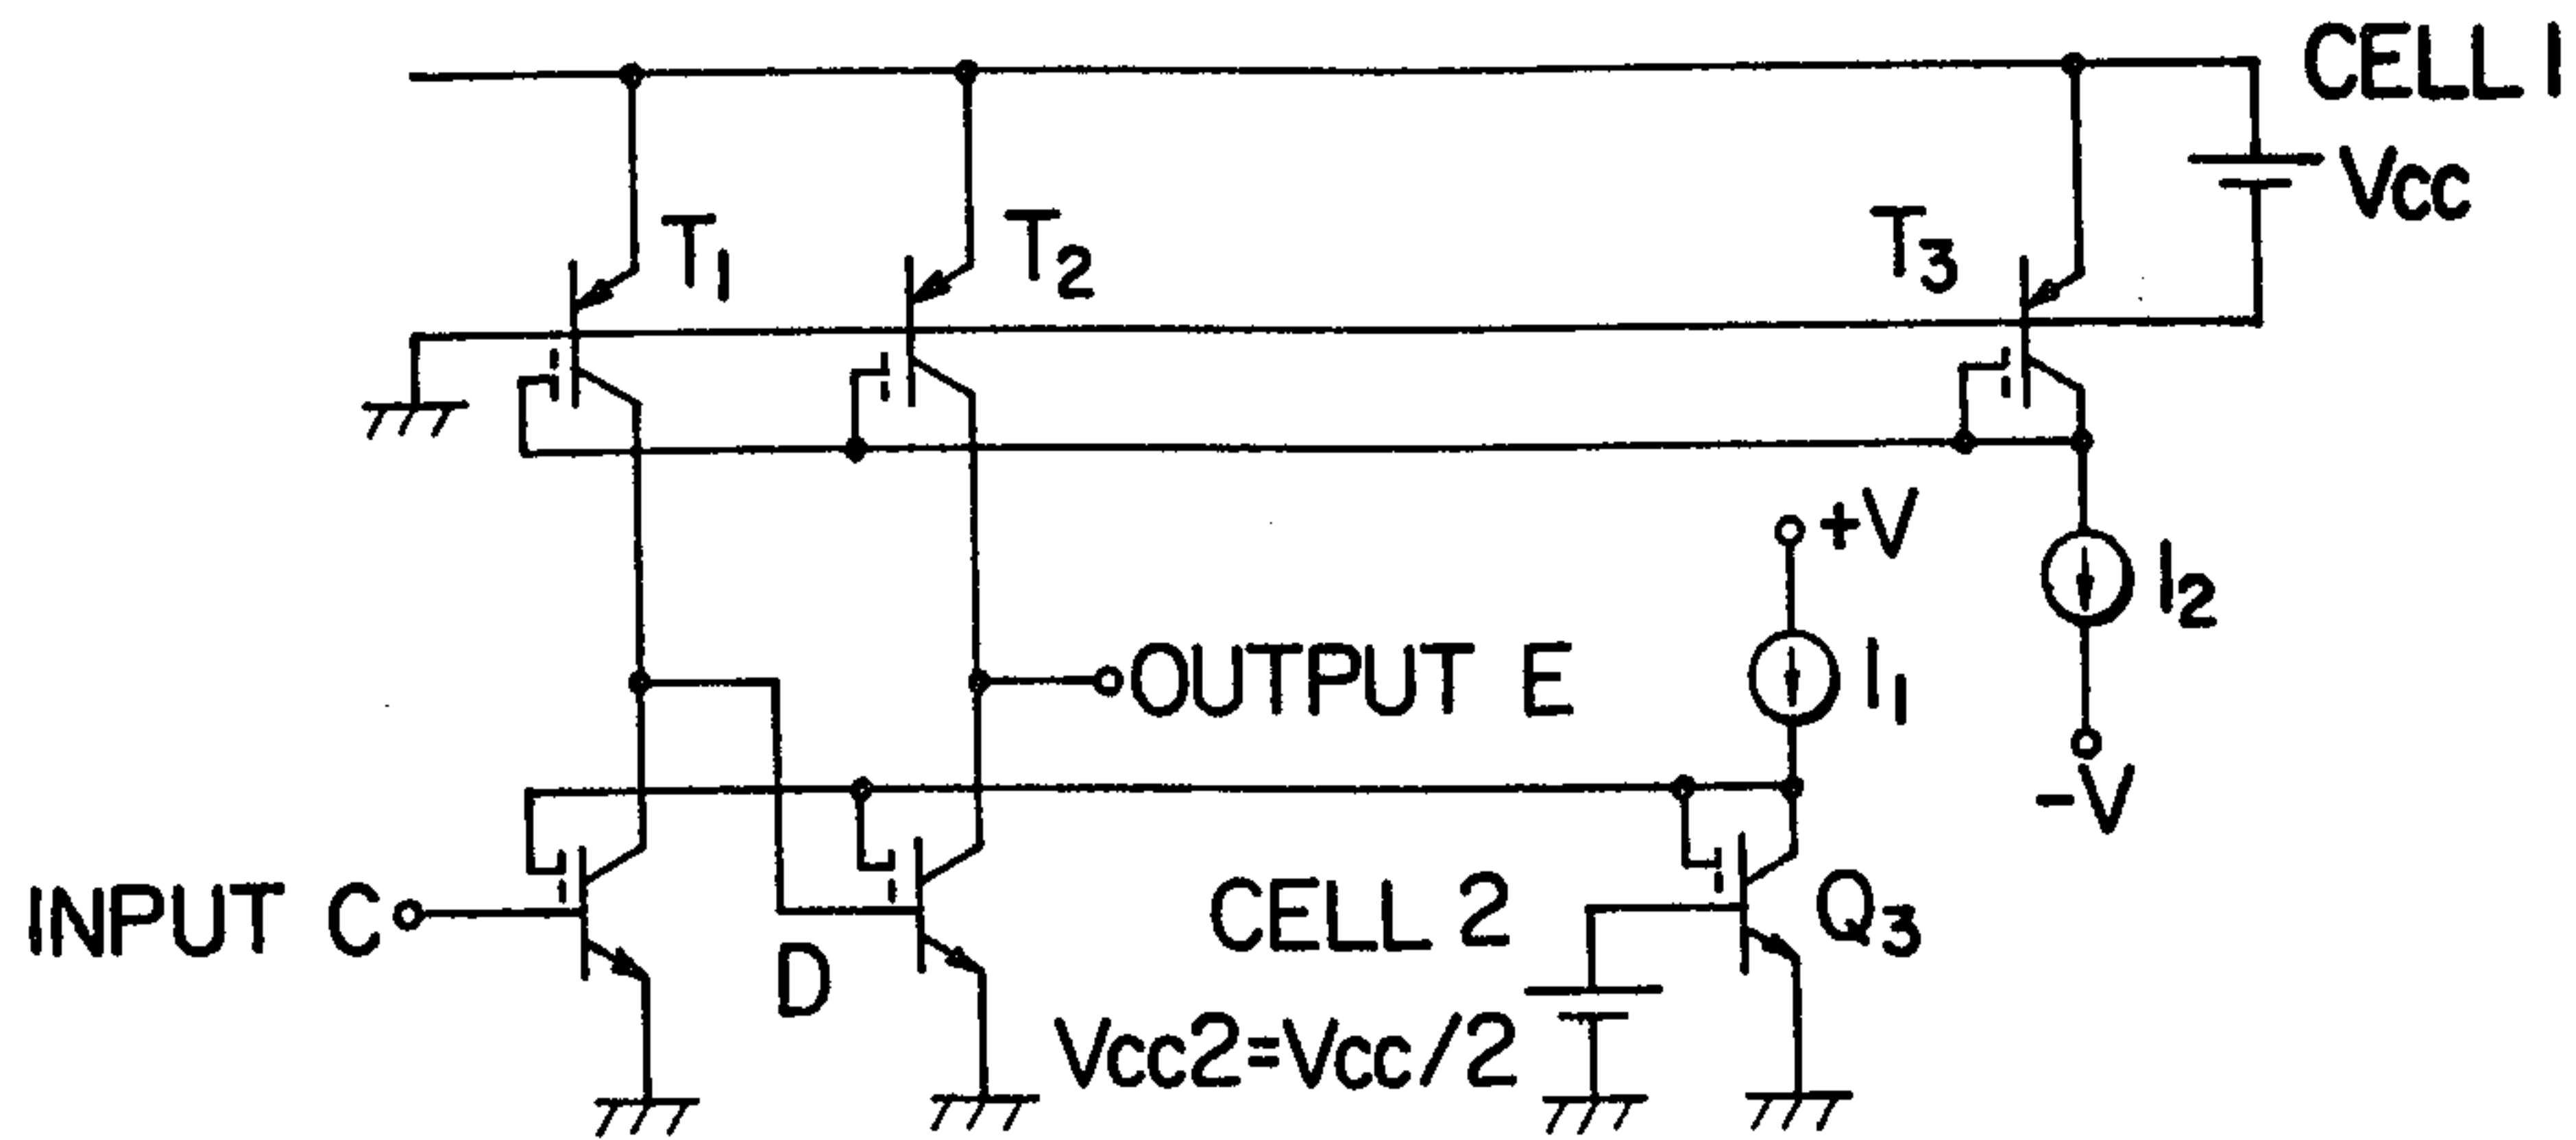 CELL 1
Vcc
T1
T2
T3
+V
I2
OUTPUT E
I1
-V
INPUT C
D
CELL 2
Q3
Vcc2=Vcc/2